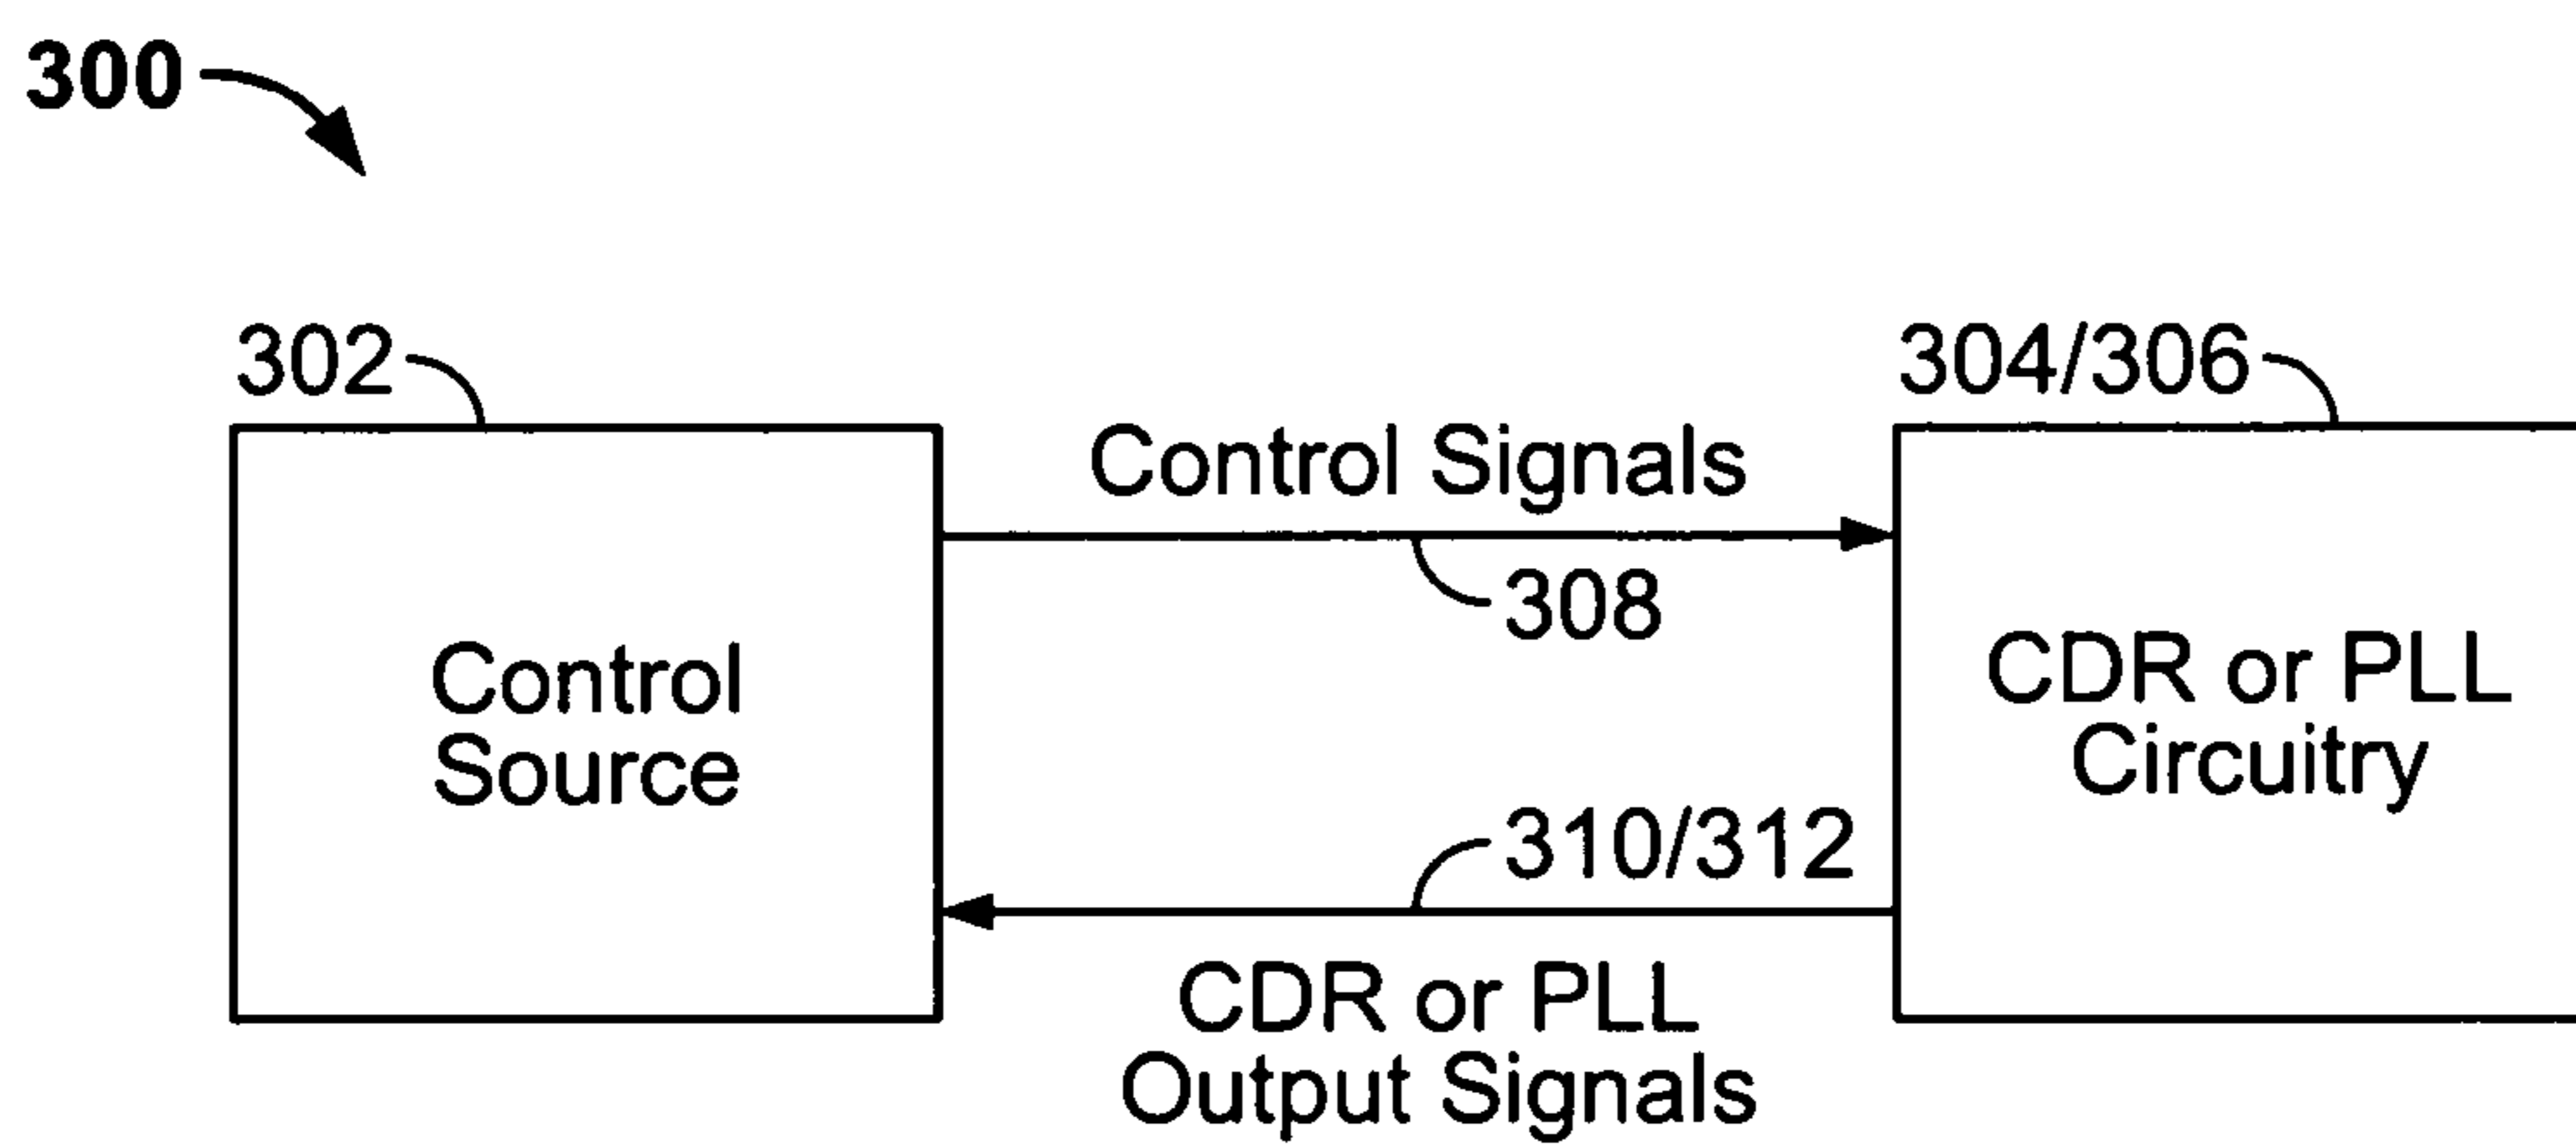 300
302
304/306
Control Signals
308
Control
Source
CDR or PLL
Circuitry
310/312
CDR or PLL
Output Signals